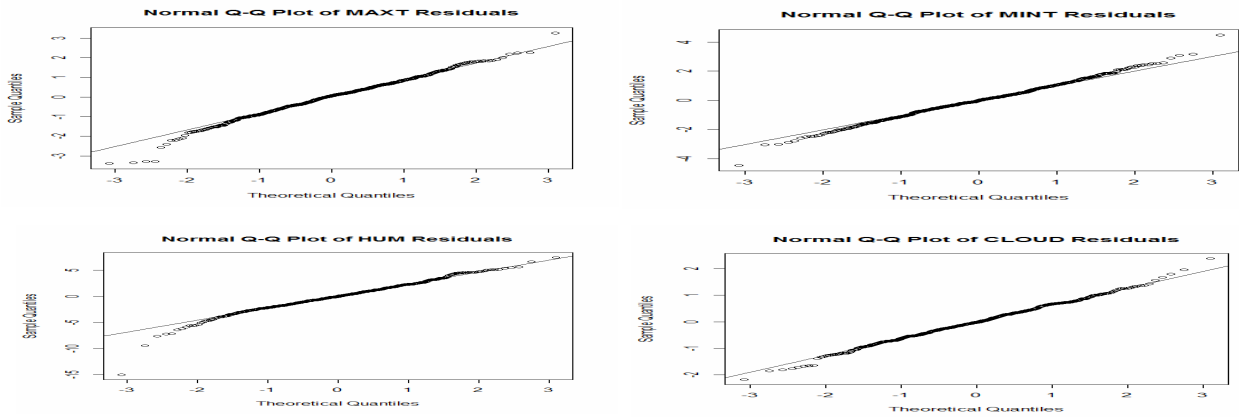 Normal Q-Q Plot of MAXT Residuals
Sample Quantiles
3
2
1
0
-1
-2
-3
-3 -2 -1 0 1 2 3
Theoretical Quantiles
Normal Q-Q Plot of MINT Residuals
Sample Quantiles
4
2
0
-2
-4
-3 -2 -1 0 1 2 3
Theoretical Quantiles
Normal Q-Q Plot of HUM Residuals
Sample Quantiles
5
0
-5
-10
-15
-3 -2 -1 0 1 2 3
Theoretical Quantiles
Normal Q-Q Plot of CLOUD Residuals
Sample Quantiles
2
1
0
-1
-2
-3 -2 -1 0 1 2 3
Theoretical Quantiles